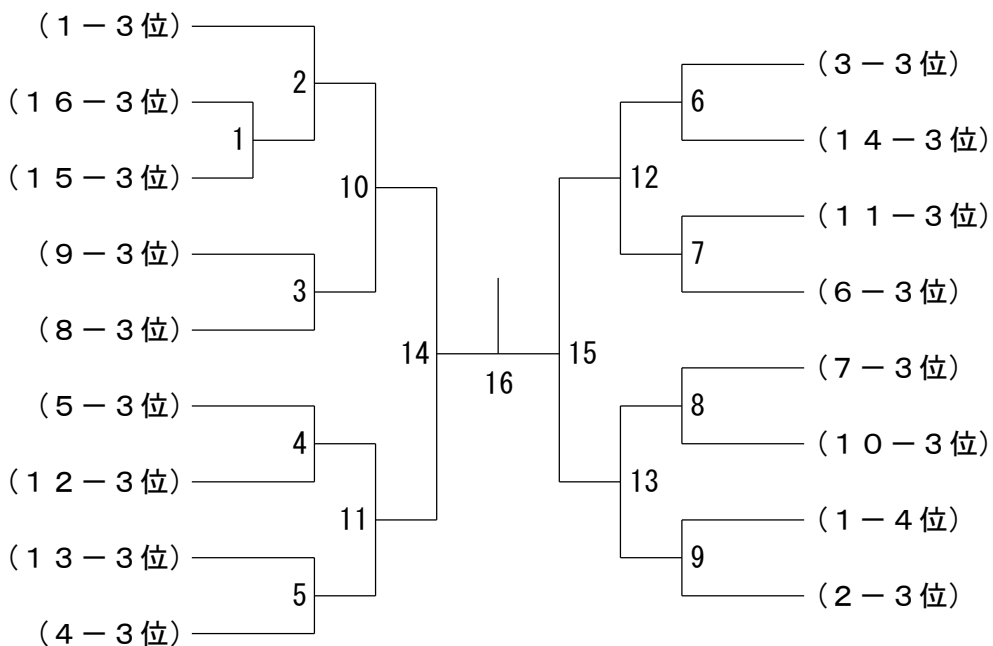 （１－３位）
2
（１６－３位）
1
（１５－３位）
10
（９－３位）
3
（８－３位）
14
（５－３位）
4
（１２－３位）
11
（１３－３位）
5
（４－３位）
16
（３－３位）
6
（１４－３位）
12
（１１－３位）
7
（６－３位）
15
（７－３位）
8
（１０－３位）
13
（１－４位）
9
（２－３位）